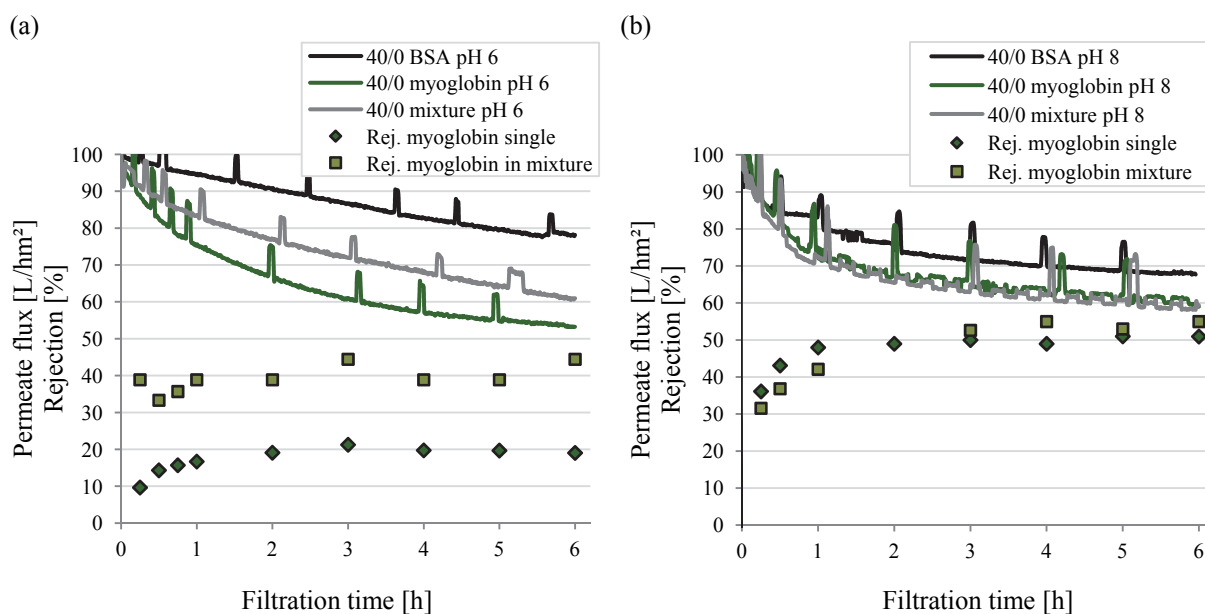 (a)
40/0 BSA pH 6
40/0 myoglobin pH 6
40/0 mixture pH 6
Rej. myoglobin single
Rej. myoglobin in mixture
Permeate flux [L/hm²]
Rejection [%]
100
90
80
70
60
50
40
30
20
10
0
0 1 2 3 4 5 6
Filtration time [h]
(b)
40/0 BSA pH 8
40/0 myoglobin pH 8
40/0 mixture pH 8
Rej. myoglobin single
Rej. myoglobin mixture
Permeate flux [L/hm²]
Rejection [%]
100
90
80
70
60
50
40
30
20
10
0
0 1 2 3 4 5 6
Filtration time [h]